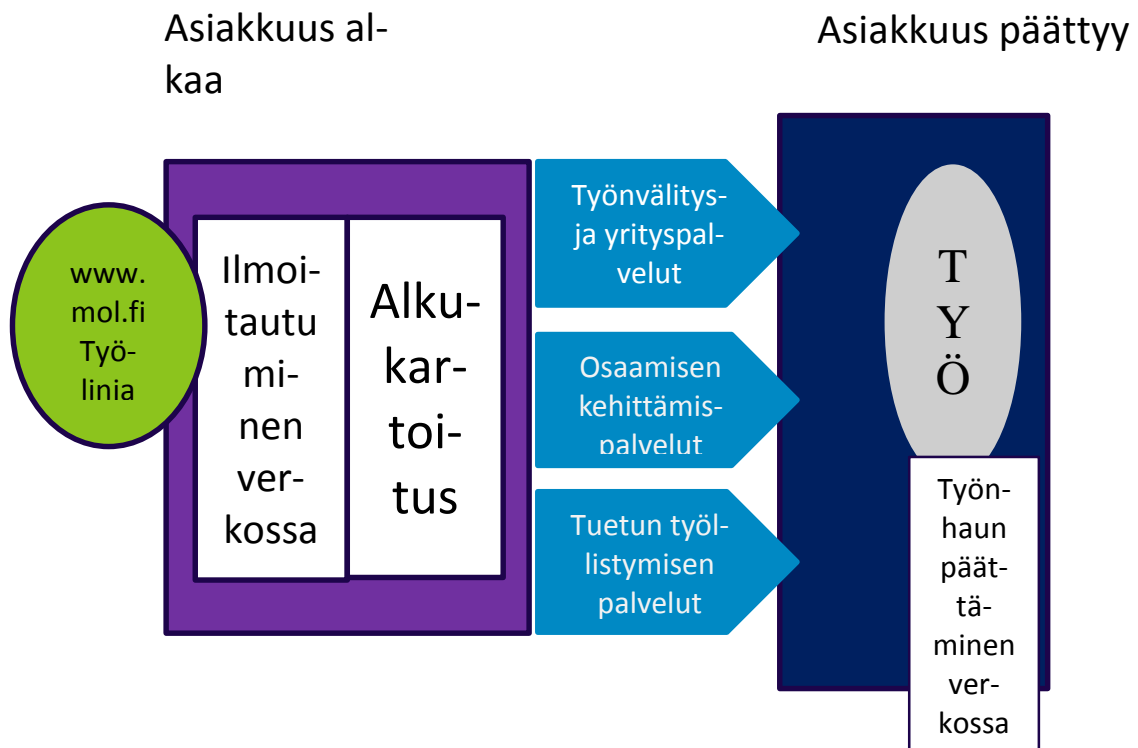 Asiakkuus al-
kaa
Asiakkuus päättyy
www.
mol.fi
Työ-
linia
Ilmoi-
tautu
mi-
nen
ver-
kossa
Alku-
kar-
toi-
tus
Työnvälitys-
ja yrityspal-
velut
Osaamisen
kehittämis-
palvelut
Tuetun työl-
listymisen
palvelut
T
Y
Ö
Työn-
haun
päät-
tä-
minen
ver-
kossa